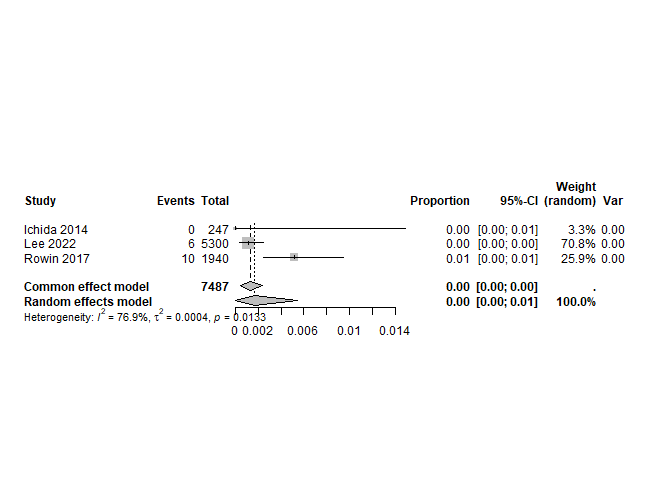 Weight
Study Events Total Proportion 95%-CI (random) Var
Ichida 2014 0 247 0.00 [0.00; 0.01] 3.3% 0.00
Lee 2022 6 5300 0.00 [0.00; 0.00] 70.8% 0.00
Rowin 2017 10 1940 0.01 [0.00; 0.01] 25.9% 0.00
Common effect model 7487 0.00 [0.00; 0.00] .
Random effects model 0.00 [0.00; 0.01] 100.0%
Heterogeneity: I² = 76.9%, τ² = 0.0004, p = 0.0133
0 0.002 0.006 0.01 0.014